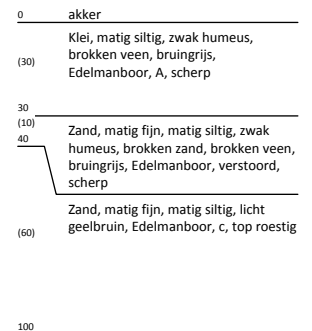 0 akker
Klei, matig siltig, zwak humeus,
brokken veen, bruingrijs,
(30)
Edelmanboor, A, scherp
30
(10)
Zand, matig fijn, matig siltig, zwak
40
humeus, brokken zand, brokken veen,
bruingrijs, Edelmanboor, verstoord,
scherp
Zand, matig fijn, matig siltig, licht
geelbruin, Edelmanboor, c, top roestig
(60)
100